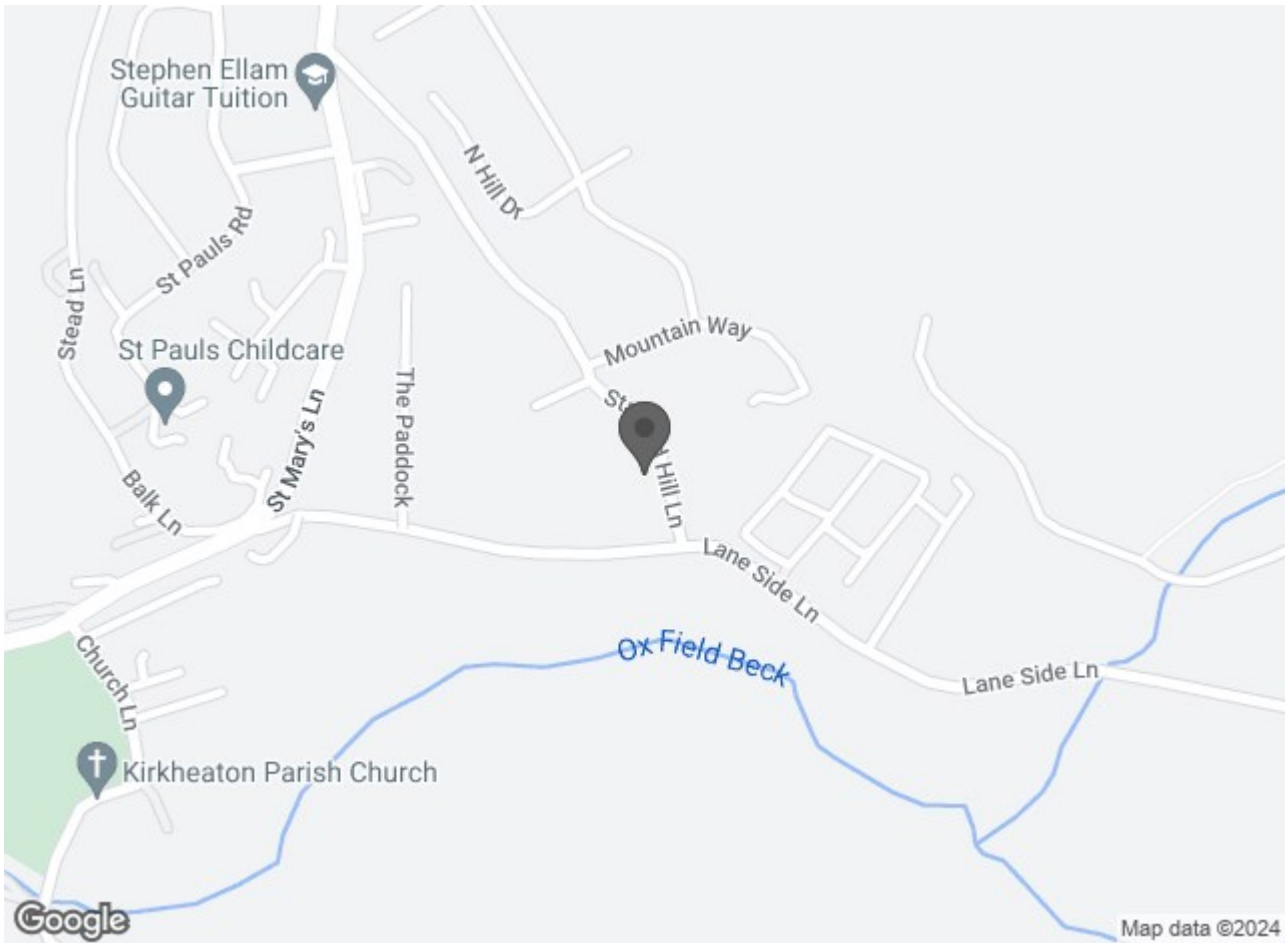 Stephen Ellam
Guitar Tuition
N Hill Dr
St Pauls Rd
Stead Ln
Mountain Way
St Pauls Childcare
The Paddock
St Mary's Ln
Hill Ln
Balk Ln
Lane Side Ln
Ox Field Beck
Church Ln
Lane Side Ln
Kirkheaton Parish Church
Google
Map data ©2024